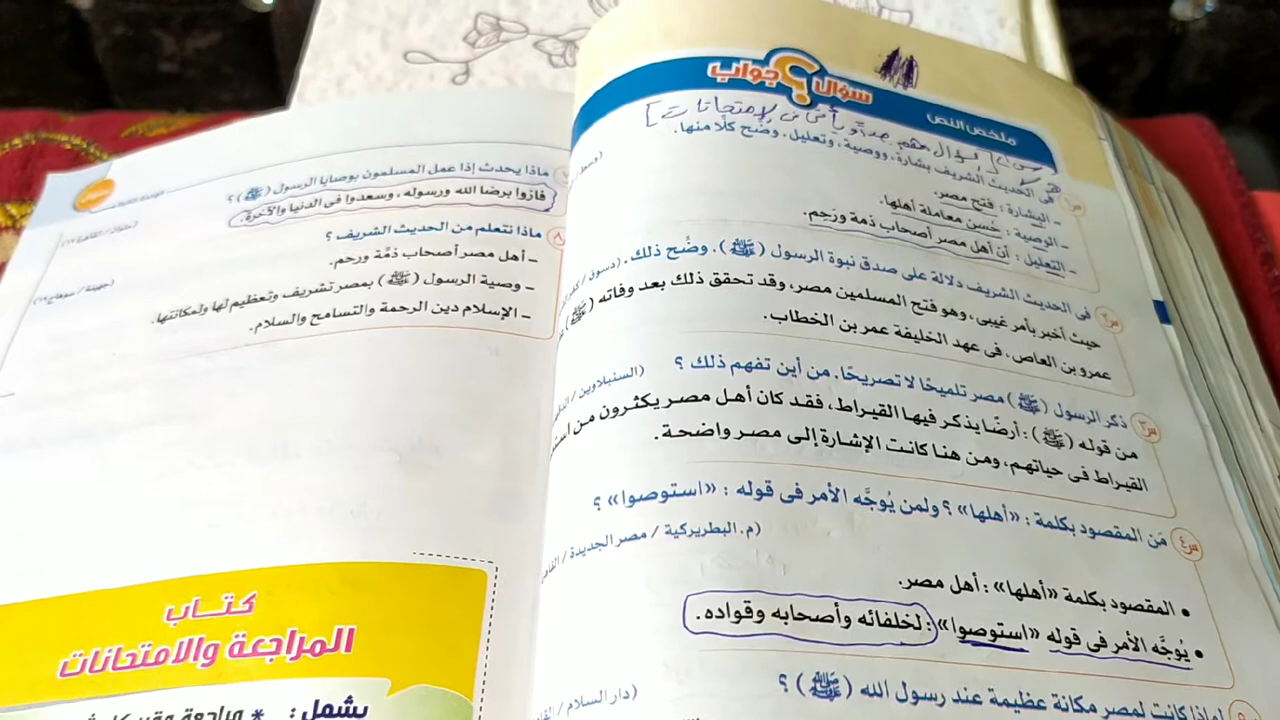 سؤال ؟ جواب
ملخص النص
س١ فى الحديث الشريف بشارة، ووصية، وتعليل، وضِّح كلًا منها.
ـ البشارة : فتح مصر.
ـ الوصية : حسن معاملة أهلها.
ـ التعليل : أن أهل مصر أصحاب ذمة ورَحِم.
س٢ فى الحديث الشريف دلالة على صدق نبوة الرسول (ﷺ). وضِّح ذلك.
حيث أخبر بأمر غيبى، وهو فتح المسلمين مصر، وقد تحقق ذلك بعد وفاته (ﷺ)
عمرو بن العاص، فى عهد الخليفة عمر بن الخطاب.
س٣ ذكر الرسول (ﷺ) مصر تلميحًا لا تصريحًا. من أين تفهم ذلك ؟ (السنبلاوين /
من قوله (ﷺ) : أرضًا يذكر فيها القيراط، فقد كان أهل مصر يكثرون من
القيراط فى حياتهم، ومن هنا كانت الإشارة إلى مصر واضحة.
س٤ مَن المقصود بكلمة : «أهلها» ؟ ولمن يُوجَّه الأمر فى قوله : «استوصوا» ؟
(م. البطريركية / مصر الجديدة /
• المقصود بكلمة «أهلها» : أهل مصر.
• يُوجَّه الأمر فى قوله «استوصوا» : لخلفائه وأصحابه وقواده.
لماذا كانت لمصر مكانة عظيمة عند رسول الله (ﷺ) ؟
(دار السلام /
ماذا يحدث إذا عمل المسلمون بوصايا الرسول (ﷺ) ؟
فازوا برضا الله ورسوله، وسعدوا فى الدنيا والآخرة.
س٨ ماذا نتعلم من الحديث الشريف ؟
ـ أهل مصر أصحاب ذمَّة ورحم.
ـ وصية الرسول (ﷺ) بمصر تشريف وتعظيم لها ولمكانتها.
ـ الإسلام دين الرحمة والتسامح والسلام.
كتاب
المراجعة والامتحانات
يشمل :